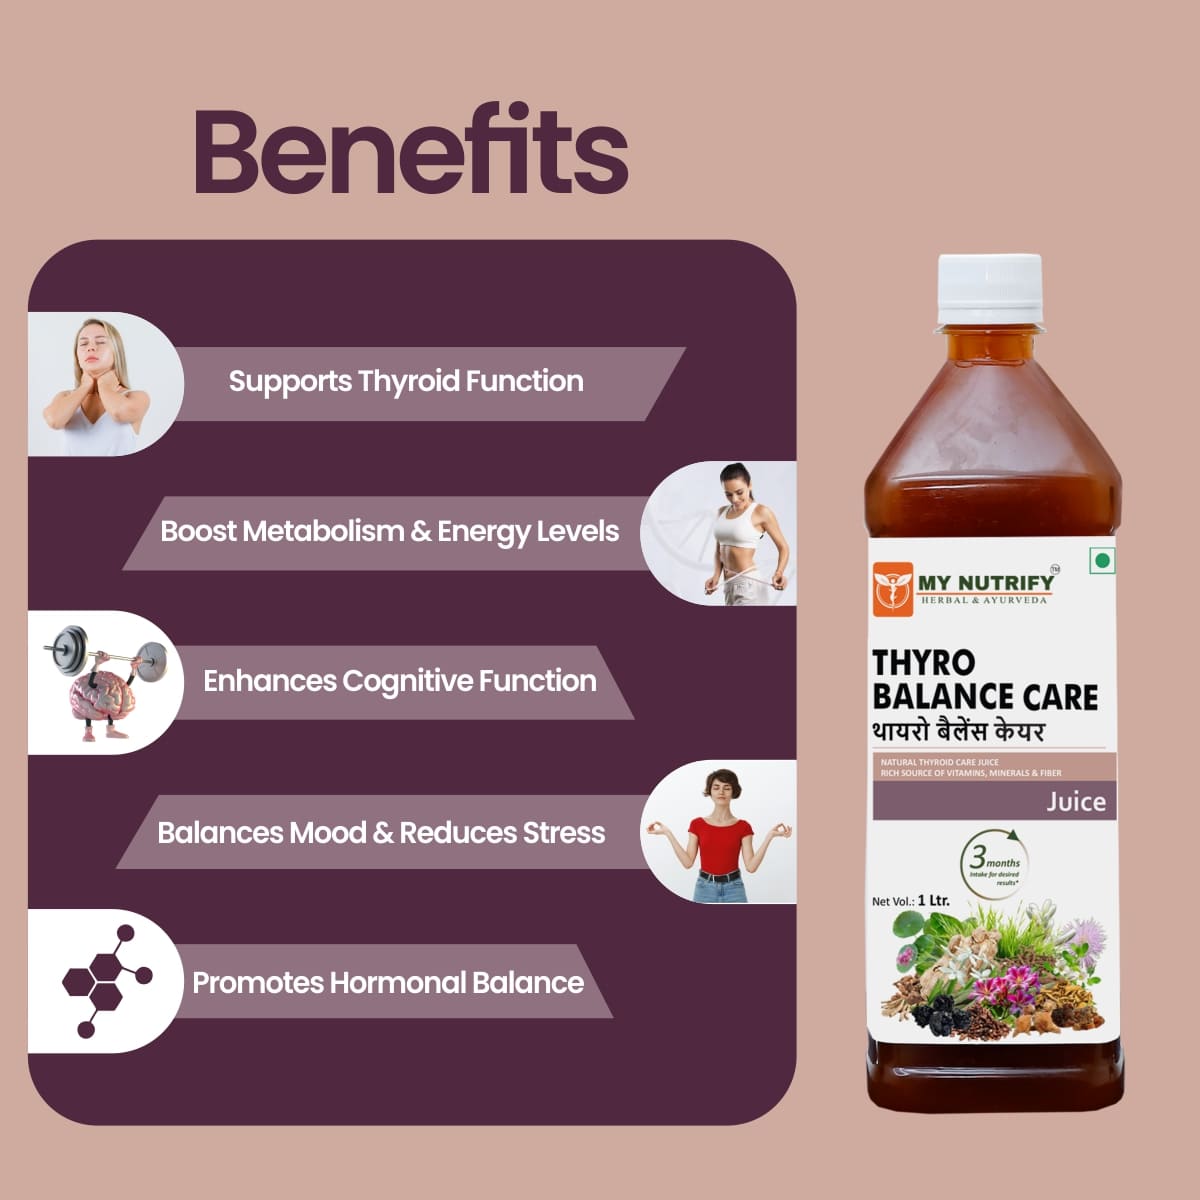 Benefits
Supports Thyroid Function
Boost Metabolism & Energy Levels
Enhances Cognitive Function
Balances Mood & Reduces Stress
Promotes Hormonal Balance
MY NUTRIFY TM
HERBAL & AYURVEDA
THYRO
BALANCE CARE
थायरो बैलेंस केयर
NATURAL THYROID CARE JUICE
RICH SOURCE OF VITAMINS, MINERALS & FIBER
Juice
3 months
Intake for desired
results*
Net Vol.: 1 Ltr.